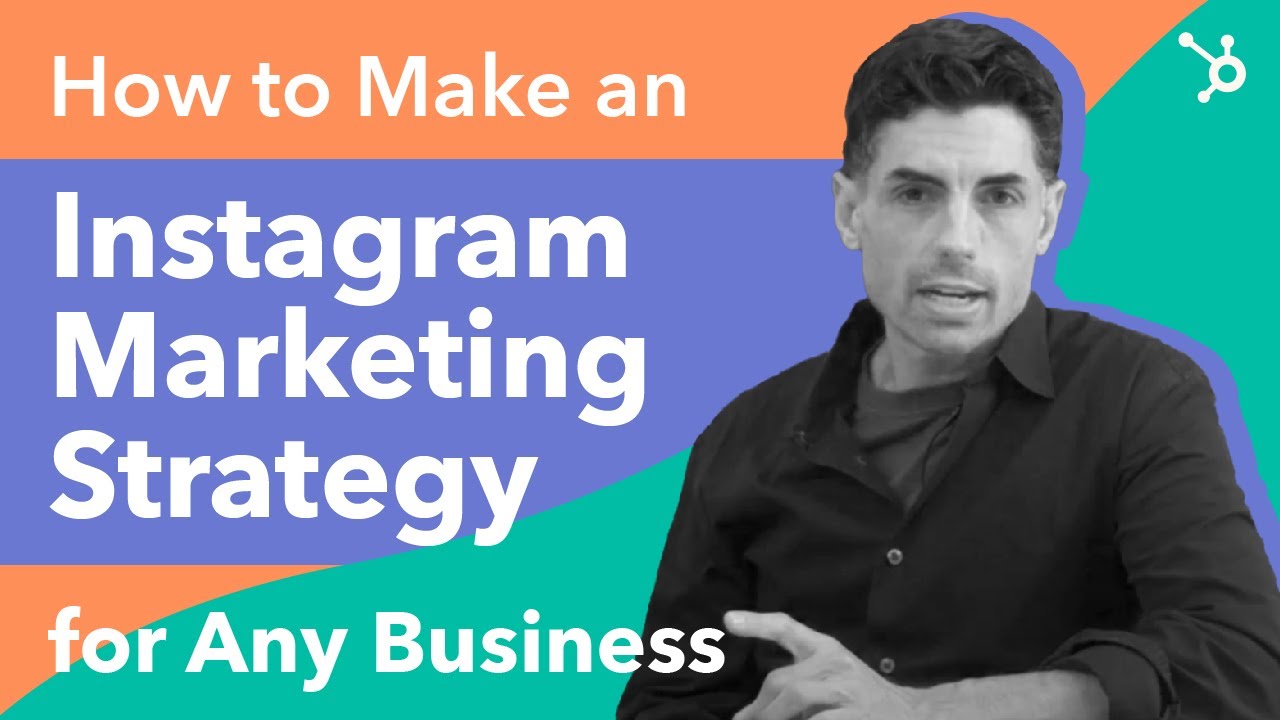 How to Make an
Instagram
Marketing
Strategy
for Any Business